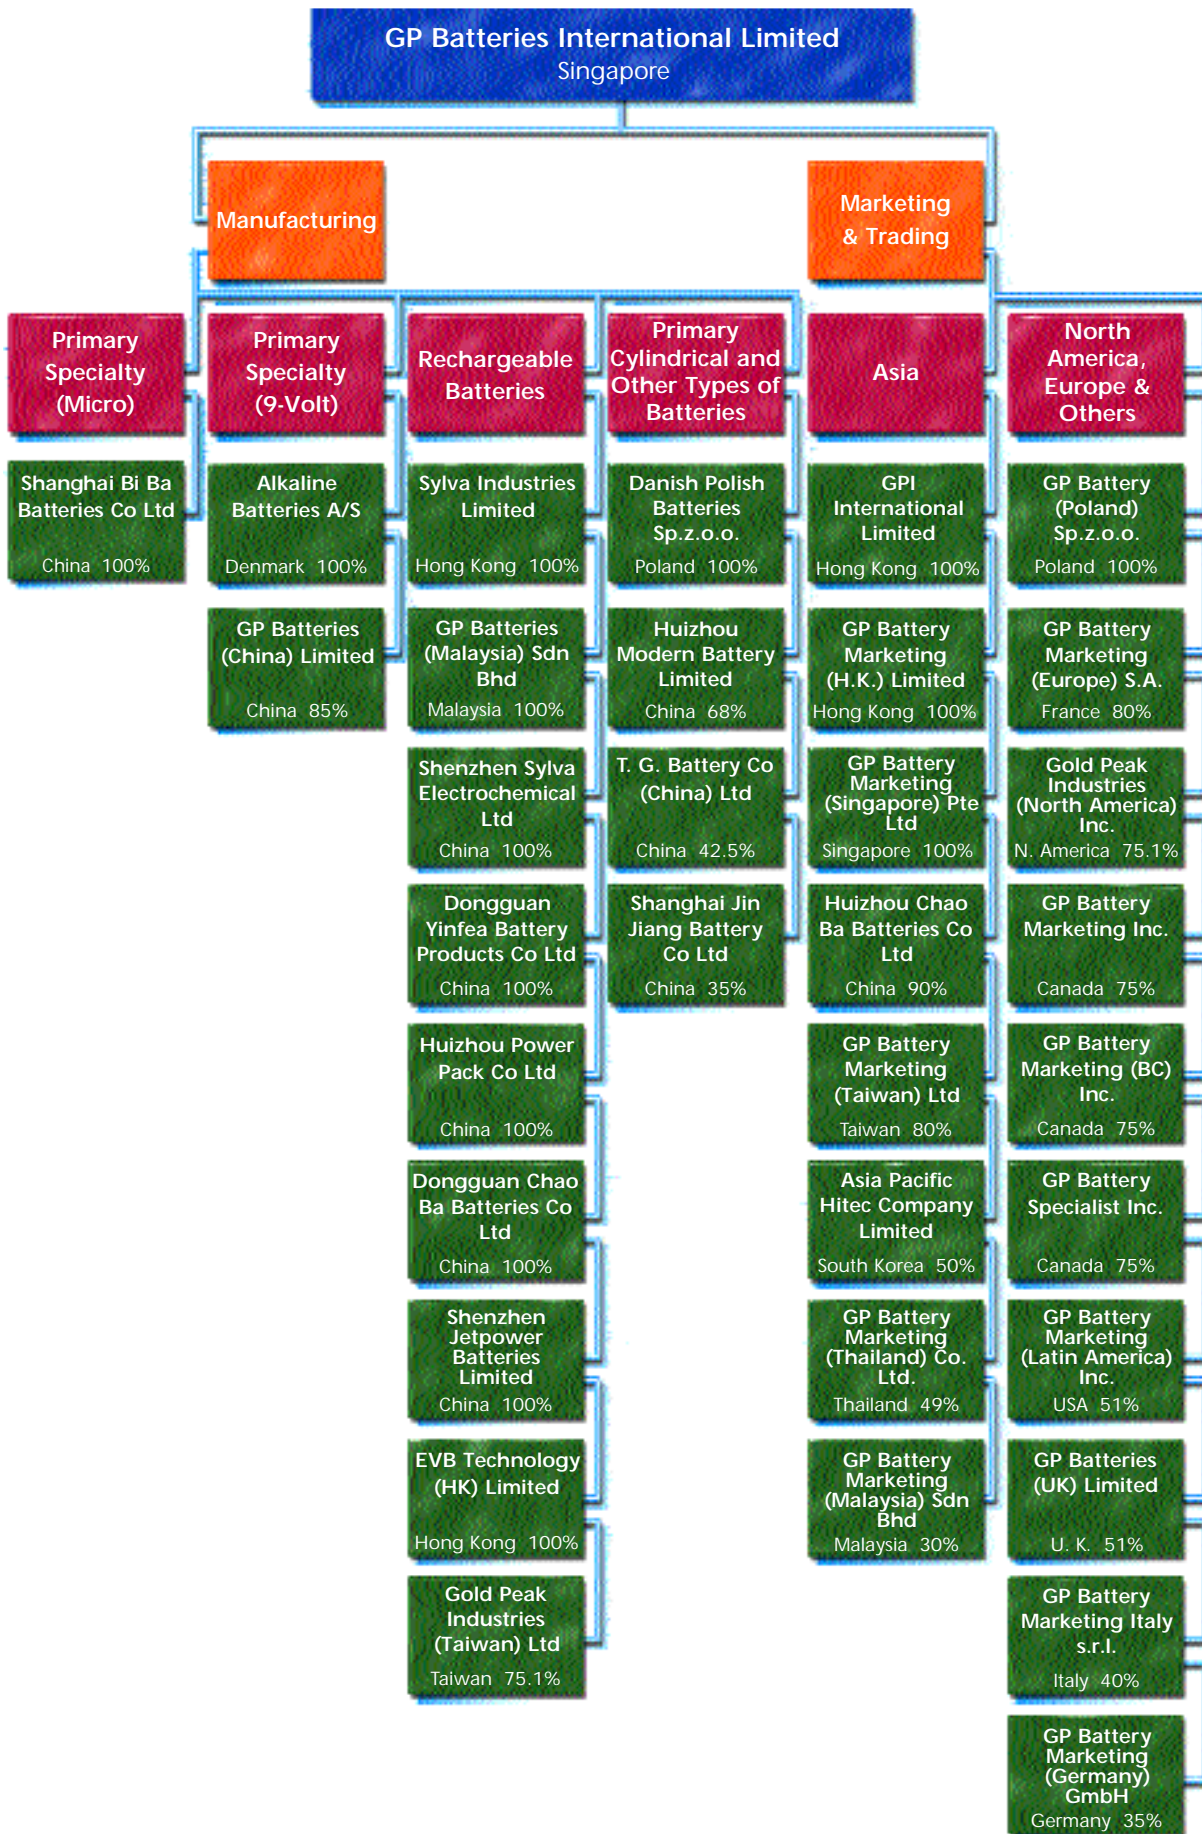 GP Batteries International Limited
Singapore
Manufacturing
Marketing
& Trading
Primary
Specialty
(Micro)
Shanghai Bi Ba
Batteries Co Ltd
China 100%
Primary
Specialty
(9-Volt)
Alkaline
Batteries A/S
Denmark 100%
GP Batteries
(China) Limited
China 85%
Rechargeable
Batteries
Sylva Industries
Limited
Hong Kong 100%
GP Batteries
(Malaysia) Sdn
Bhd
Malaysia 100%
Shenzhen Sylva
Electrochemical
Ltd
China 100%
Dongguan
Yinfea Battery
Products Co Ltd
China 100%
Huizhou Power
Pack Co Ltd
China 100%
Dongguan Chao
Ba Batteries Co
Ltd
China 100%
Shenzhen
Jetpower
Batteries
Limited
China 100%
EVB Technology
(HK) Limited
Hong Kong 100%
Gold Peak
Industries
(Taiwan) Ltd
Taiwan 75.1%
Primary
Cylindrical and
Other Types of
Batteries
Danish Polish
Batteries
Sp.z.o.o.
Poland 100%
Huizhou
Modern Battery
Limited
China 68%
T. G. Battery Co
(China) Ltd
China 42.5%
Shanghai Jin
Jiang Battery
Co Ltd
China 35%
Asia
GPI
International
Limited
Hong Kong 100%
GP Battery
Marketing
(H.K.) Limited
Hong Kong 100%
GP Battery
Marketing
(Singapore) Pte
Ltd
Singapore 100%
Huizhou Chao
Ba Batteries Co
Ltd
China 90%
GP Battery
Marketing
(Taiwan) Ltd
Taiwan 80%
Asia Pacific
Hitec Company
Limited
South Korea 50%
GP Battery
Marketing
(Thailand) Co.
Ltd.
Thailand 49%
GP Battery
Marketing
(Malaysia) Sdn
Bhd
Malaysia 30%
North
America,
Europe &
Others
GP Battery
(Poland)
Sp.z.o.o.
Poland 100%
GP Battery
Marketing
(Europe) S.A.
France 80%
Gold Peak
Industries
(North America)
Inc.
N. America 75.1%
GP Battery
Marketing Inc.
Canada 75%
GP Battery
Marketing (BC)
Inc.
Canada 75%
GP Battery
Specialist Inc.
Canada 75%
GP Battery
Marketing
(Latin America)
Inc.
USA 51%
GP Batteries
(UK) Limited
U. K. 51%
GP Battery
Marketing Italy
s.r.l.
Italy 40%
GP Battery
Marketing
(Germany)
GmbH
Germany 35%